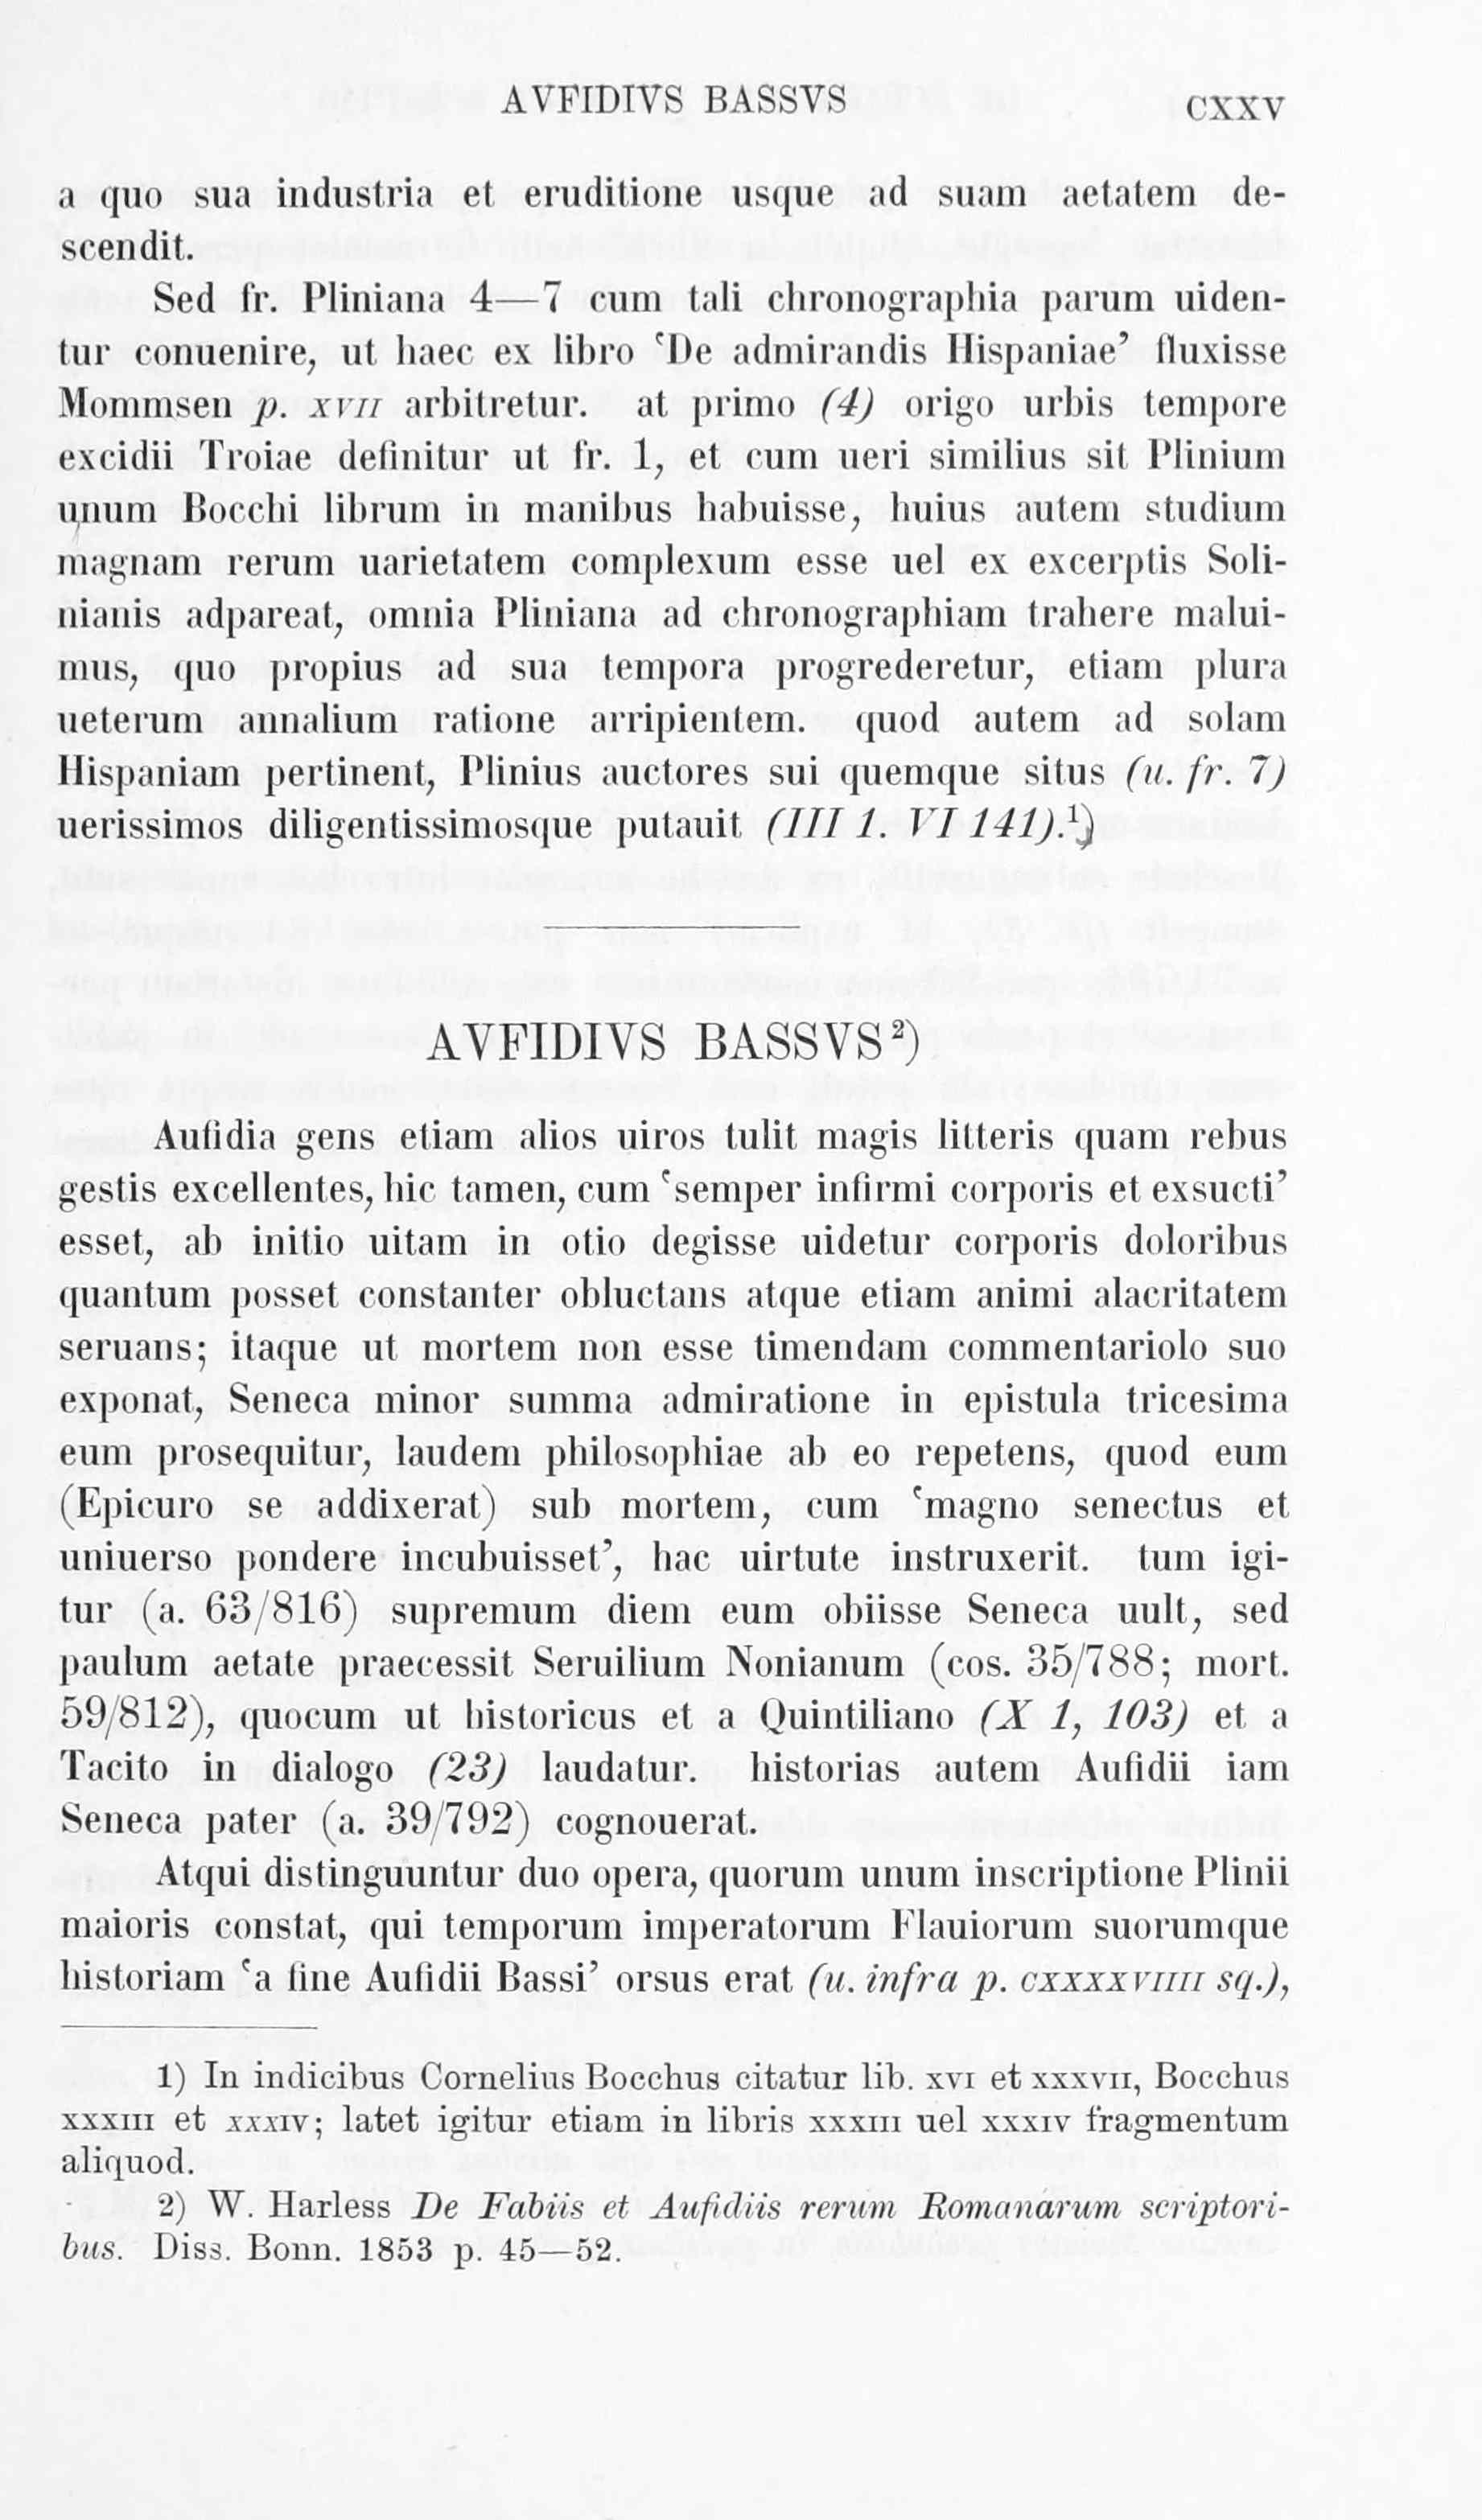 AVFIDIVS BASSVS CXXV
a quo sua industria et eruditione usque ad suam aetatem de-
scendit.
Sed fr. Pliniana 4—7 cum tali chronographia parum uiden-
tur conuenire, ut haec ex libro ‘De admirandis Hispaniae’ fluxisse
Mommsen p. XVII arbitretur. at primo (4) origo urbis tempore
excidii Troiae definitur ut fr. 1, et cum ueri similius sit Plinium
unum Bocchi librum in manibus habuisse, huius autem studium
magnam rerum uarietatem complexum esse uel ex excerptis Soli-
nianis adpareat, omnia Pliniana ad chronographiam trahere malui-
mus, quo propius ad sua tempora progrederetur, etiam plura
ueterum annalium ratione arripientem. quod autem ad solam
Hispaniam pertinent, Plinius auctores sui quemque situs (u. fr. 7)
uerissimos diligentissimosque putauit (III 1. VI 141).¹)
AVFIDIVS BASSVS²)
Aufidia gens etiam alios uiros tulit magis litteris quam rebus
gestis excellentes, hic tamen, cum ‘semper infirmi corporis et exsucti’
esset, ab initio uitam in otio degisse uidetur corporis doloribus
quantum posset constanter obluctans atque etiam animi alacritatem
seruans; itaque ut mortem non esse timendam commentariolo suo
exponat, Seneca minor summa admiratione in epistula tricesima
eum prosequitur, laudem philosophiae ab eo repetens, quod eum
(Epicuro se addixerat) sub mortem, cum ‘magno senectus et
uniuerso pondere incubuisset’, hac uirtute instruxerit. tum igi-
tur (a. 63/816) supremum diem eum obiisse Seneca uult, sed
paulum aetate praecessit Seruilium Nonianum (cos. 35/788; mort.
59/812), quocum ut historicus et a Quintiliano (X 1, 103) et a
Tacito in dialogo (23) laudatur. historias autem Aufidii iam
Seneca pater (a. 39/792) cognouerat.
Atqui distinguuntur duo opera, quorum unum inscriptione Plinii
maioris constat, qui temporum imperatorum Flauiorum suorumque
historiam ‘a fine Aufidii Bassi’ orsus erat (u. infra p. CXXXXVIIII sq.),
1) In indicibus Cornelius Bocchus citatur lib. XVI et XXXVII, Bocchus
XXXIII et XXXIV; latet igitur etiam in libris XXXIII uel XXXIV fragmentum
aliquod.
2) W. Harless De Fabiis et Aufidiis rerum Romanarum scriptori-
bus. Diss. Bonn. 1853 p. 45—52.